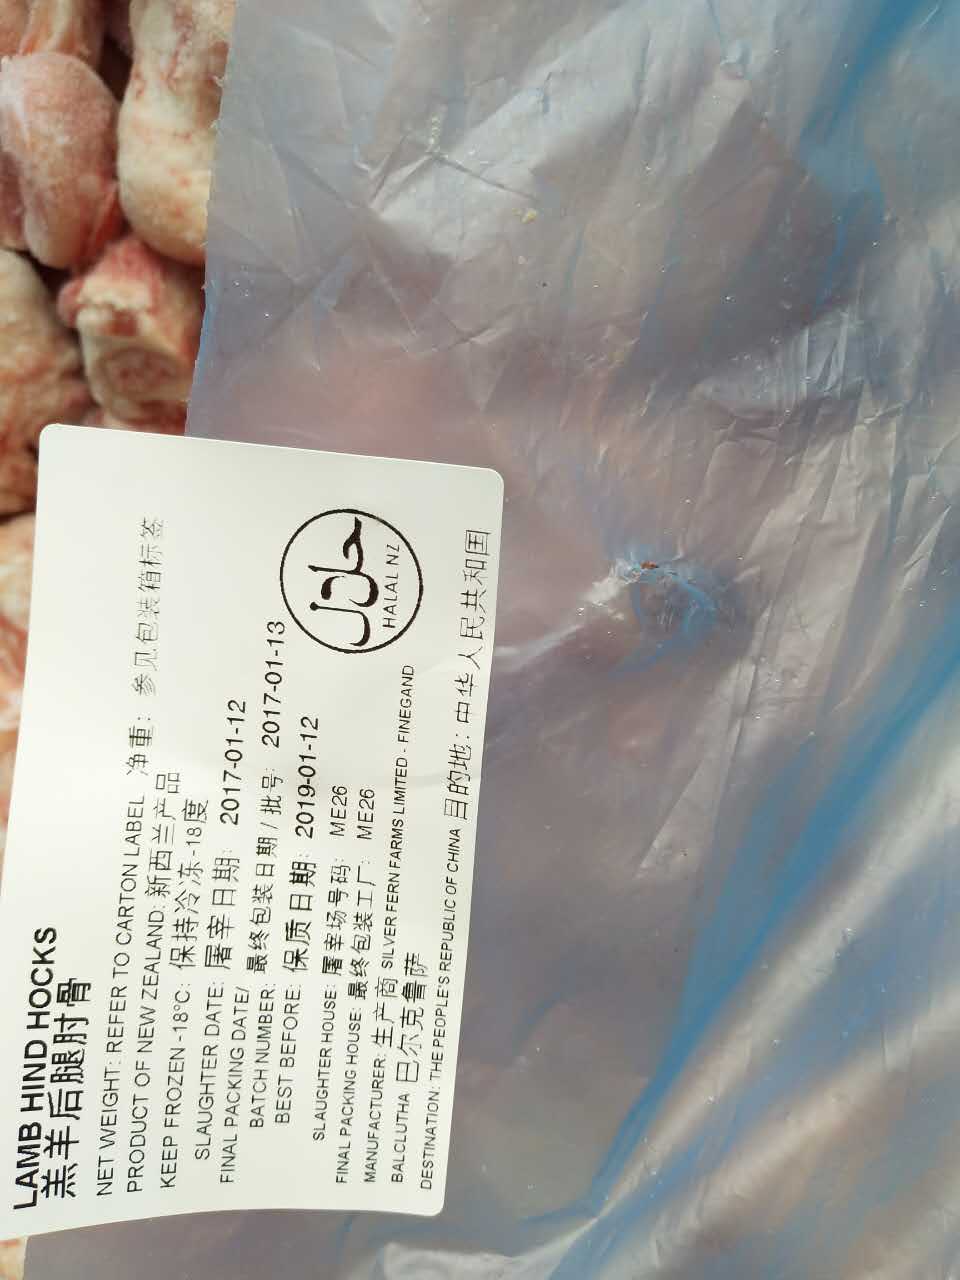 LAMB HIND HOCKS
羔羊后腿肘骨
NET WEIGHT: REFER TO CARTON LABEL 净重: 参见包装箱标签
PRODUCT OF NEW ZEALAND: 新西兰产品
KEEP FROZEN -18°C: 保持冷冻-18度
SLAUGHTER DATE: 屠宰日期: 2017-01-12
FINAL PACKING DATE/
BATCH NUMBER: 最终包装日期 / 批号: 2017-01-13
BEST BEFORE: 保质日期: 2019-01-12
SLAUGHTER HOUSE: 屠宰场号码: ME26
FINAL PACKING HOUSE: 最终包装工厂: ME26
MANUFACTURER: 生产商 SILVER FERN FARMS LIMITED - FINEGAND
BALCLUTHA 巴尔克鲁萨
DESTINATION: THE PEOPLE'S REPUBLIC OF CHINA 目的地: 中华人民共和国
حلال
HALAL NZ